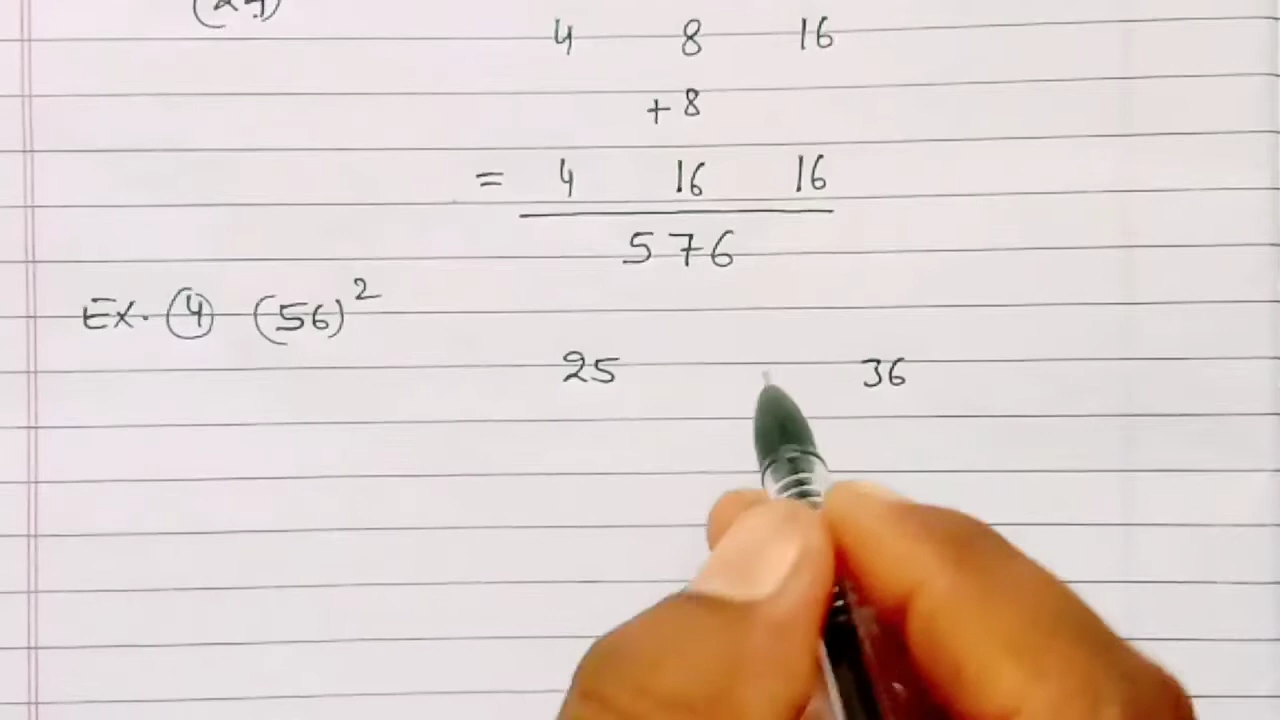 4 8 16
+ 8
= 4 16 16
576
Ex. 4 (56)²
25 36